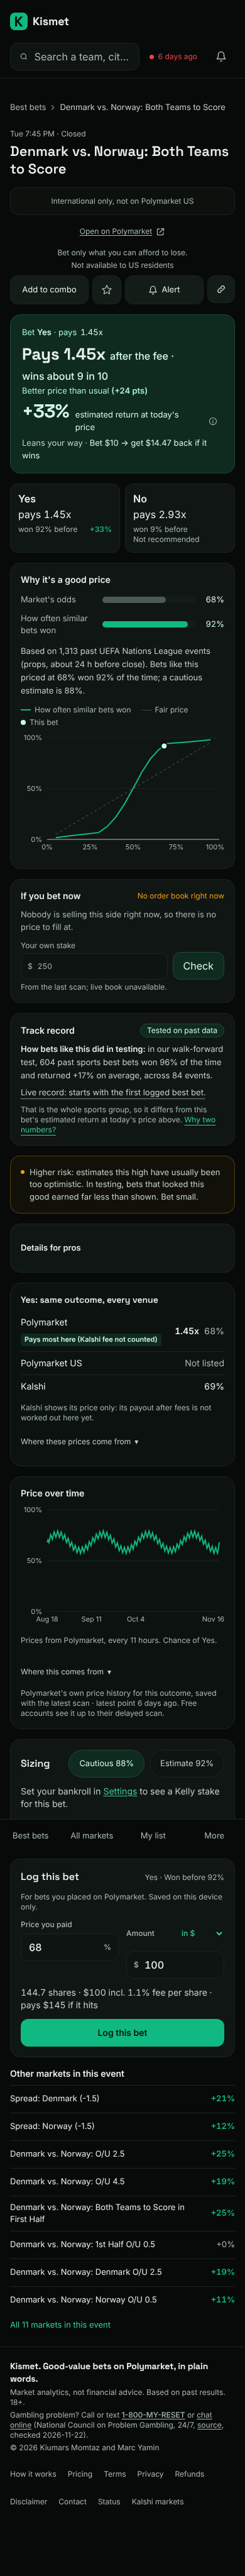 Kismet
Search a team, cit...
6 days ago
Best bets > Denmark vs. Norway: Both Teams to Score
Tue 7:45 PM · Closed
Denmark vs. Norway: Both Teams
to Score
International only, not on Polymarket US
Open on Polymarket
Bet only what you can afford to lose.
Not available to US residents
Add to combo
Alert
Bet Yes · pays 1.45x
Pays 1.45x after the fee ·
wins about 9 in 10
Better price than usual (+24 pts)
+33% estimated return at today's
price
Leans your way · Bet $10 → get $14.47 back if it
wins
Yes
pays 1.45x
won 92% before +33%
No
pays 2.93x
won 9% before
Not recommended
Why it's a good price
Market's odds 68%
How often similar
bets won 92%
Based on 1,313 past UEFA Nations League events
(props, about 24 h before close). Bets like this
priced at 68% won 92% of the time; a cautious
estimate is 88%.
How often similar bets won
Fair price
This bet
100%
50%
0%
0% 25% 50% 75% 100%
If you bet now
No order book right now
Nobody is selling this side right now, so there is no
price to fill at.
Your own stake
$ 250
Check
From the last scan; live book unavailable.
Track record
Tested on past data
How bets like this did in testing: in our walk-forward
test, 604 past sports best bets won 96% of the time
and returned +17% on average, across 84 events.
Live record: starts with the first logged best bet.
That is the whole sports group, so it differs from this
bet's estimated return at today's price above. Why two
numbers?
Higher risk: estimates this high have usually been
too optimistic. In testing, bets that looked this
good earned far less than shown. Bet small.
Details for pros
Yes: same outcome, every venue
Polymarket
Pays most here (Kalshi fee not counted)
1.45x 68%
Polymarket US Not listed
Kalshi 69%
Kalshi shows its price only: its payout after fees is not
worked out here yet.
Where these prices come from ▾
Price over time
100%
50%
0%
Aug 18 Sep 11 Oct 4 Nov 16
Prices from Polymarket, every 11 hours. Chance of Yes.
Where this comes from ▾
Polymarket's own price history for this outcome, saved
with the latest scan · latest point 6 days ago. Free
accounts see it up to their delayed scan.
Sizing
Cautious 88%
Estimate 92%
Set your bankroll in Settings to see a Kelly stake
for this bet.
Best bets All markets My list More
Log this bet
Yes · Won before 92%
For bets you placed on Polymarket. Saved on this device
only.
Price you paid
68 %
Amount in $
$ 100
144.7 shares · $100 incl. 1.1% fee per share ·
pays $145 if it hits
Log this bet
Other markets in this event
Spread: Denmark (-1.5) +21%
Spread: Norway (-1.5) +12%
Denmark vs. Norway: O/U 2.5 +25%
Denmark vs. Norway: O/U 4.5 +19%
Denmark vs. Norway: Both Teams to Score in
First Half +25%
Denmark vs. Norway: 1st Half O/U 0.5 +0%
Denmark vs. Norway: Denmark O/U 2.5 +19%
Denmark vs. Norway: Norway O/U 0.5 +11%
All 11 markets in this event
Kismet. Good-value bets on Polymarket, in plain
words.
Market analytics, not financial advice. Based on past results.
18+.
Gambling problem? Call or text 1-800-MY-RESET or chat
online (National Council on Problem Gambling, 24/7, source,
checked 2026-11-22).
© 2026 Kiumars Momtaz and Marc Yamin
How it works Pricing Terms Privacy Refunds
Disclaimer Contact Status Kalshi markets